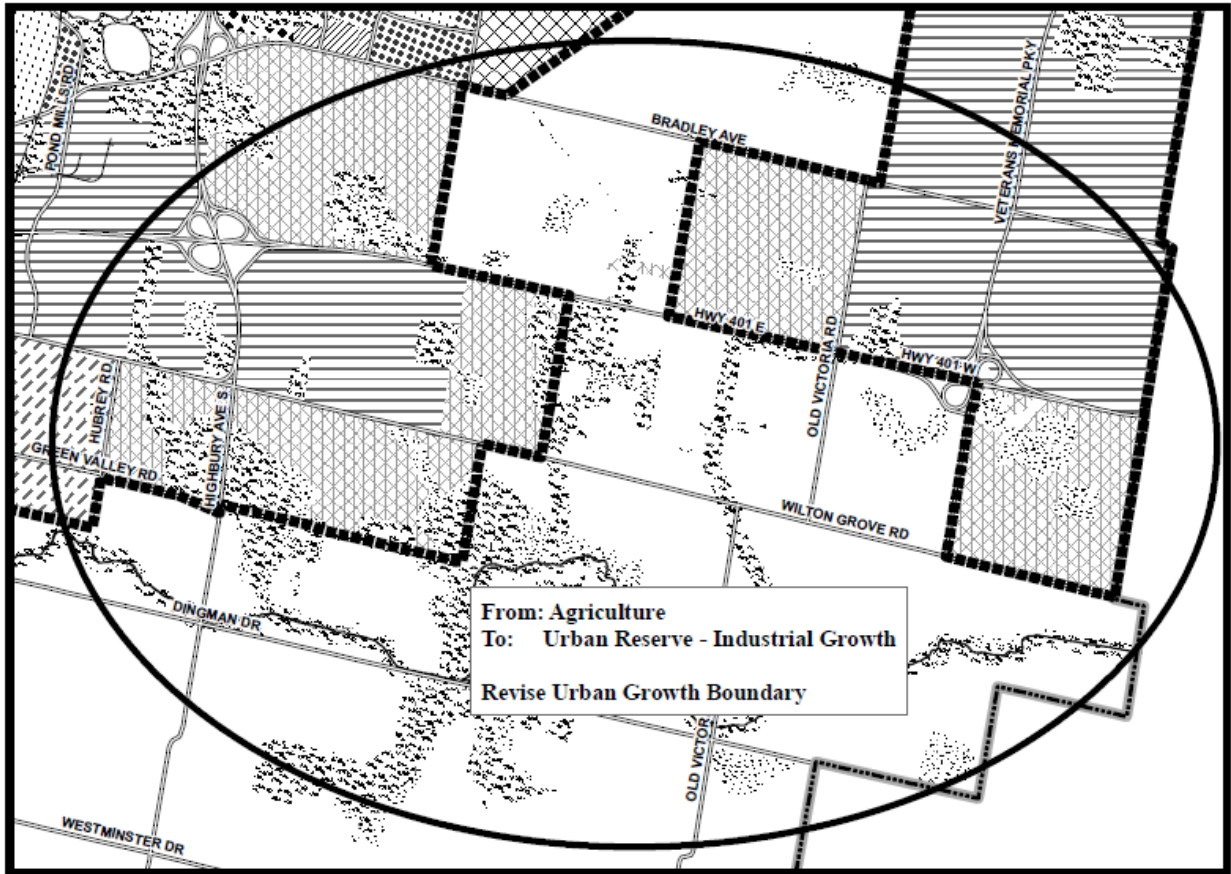 POND MILLS RD
BRADLEY AVE
VETERANS MEMORIAL PKY
HWY 401 E
OLD VICTORIA RD
HWY 401 W
HUBREY RD
HIGHBURY AVE S
GREEN VALLEY RD
WILTON GROVE RD
DINGMAN DR
From: Agriculture
To: Urban Reserve - Industrial Growth
Revise Urban Growth Boundary
OLD VICTOR
WESTMINSTER DR